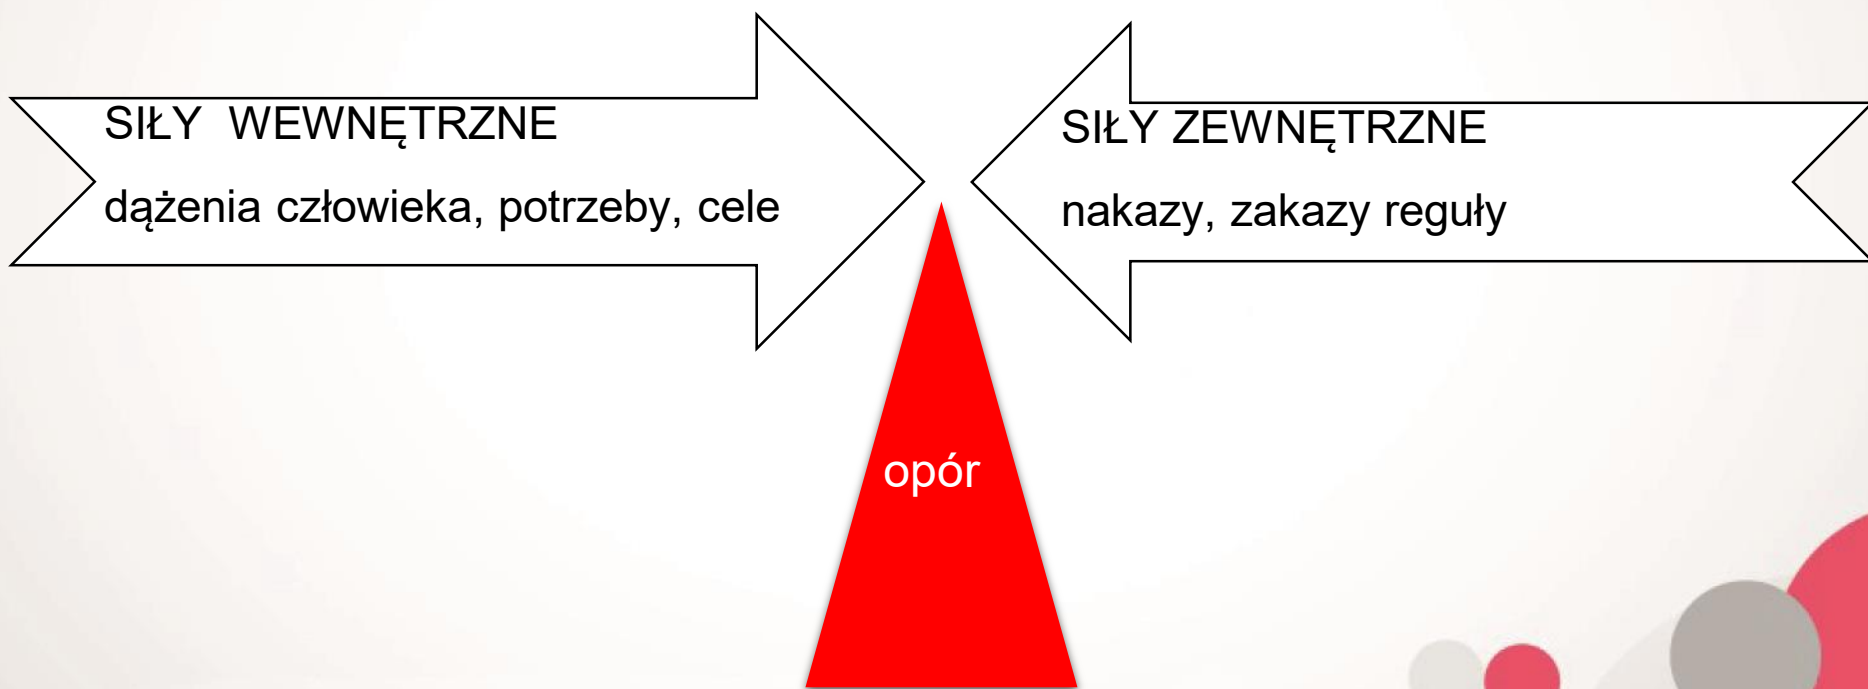 SIŁY WEWNĘTRZNE
dążenia człowieka, potrzeby, cele
SIŁY ZEWNĘTRZNE
nakazy, zakazy reguły
opór